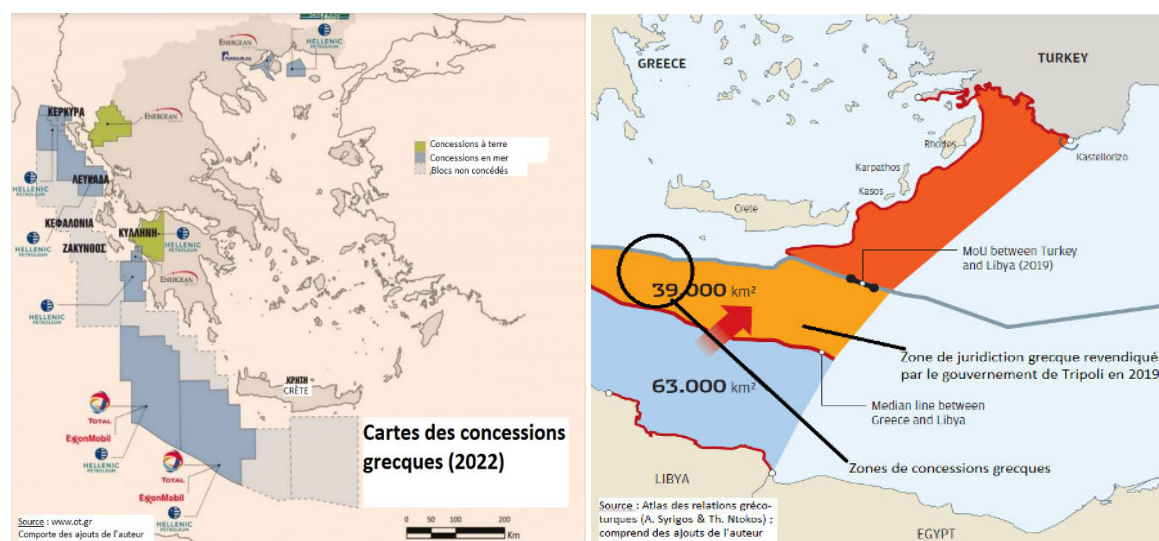 CALFRAC
HELLENIC
PETROLEUM
ENERGEAN
ΚΕΡΚΥΡΑ
ENERGEAN
Concessions à terre
Concessions en mer
Blocs non concédés
HELLENIC
PETROLEUM
ΛΕΥΚΑΔΑ
ΚΕΦΑΛΟΝΙΑ
HELLENIC
PETROLEUM
ΚΥΛΛΗΝΗ
HELLENIC
PETROLEUM
ΖΑΚΥΝΘΟΣ
ENERGEAN
HELLENIC
PETROLEUM
ΚΡΗΤΗ
CRÈTE
TOTAL
ExxonMobil
HELLENIC
PETROLEUM
TOTAL
ExxonMobil
HELLENIC
PETROLEUM
Cartes des concessions
grecques (2022)
Source : www.ot.gr
Comporte des ajouts de l'auteur
0 50 100 200
Km
GREECE
TURKEY
Rhodes
Kastellorizo
Karpathos
Kasos
Crete
MoU between Turkey
and Libya (2019)
39.000 km²
Zone de juridiction grecque revendiqué
par le gouvernement de Tripoli en 2019
63.000 km²
Median line between
Greece and Libya
Zones de concessions grecques
LIBYA
EGYPT
Source : Atlas des relations gréco-
turques (A. Syrigos & Th. Ntokos) ;
comprend des ajouts de l'auteur